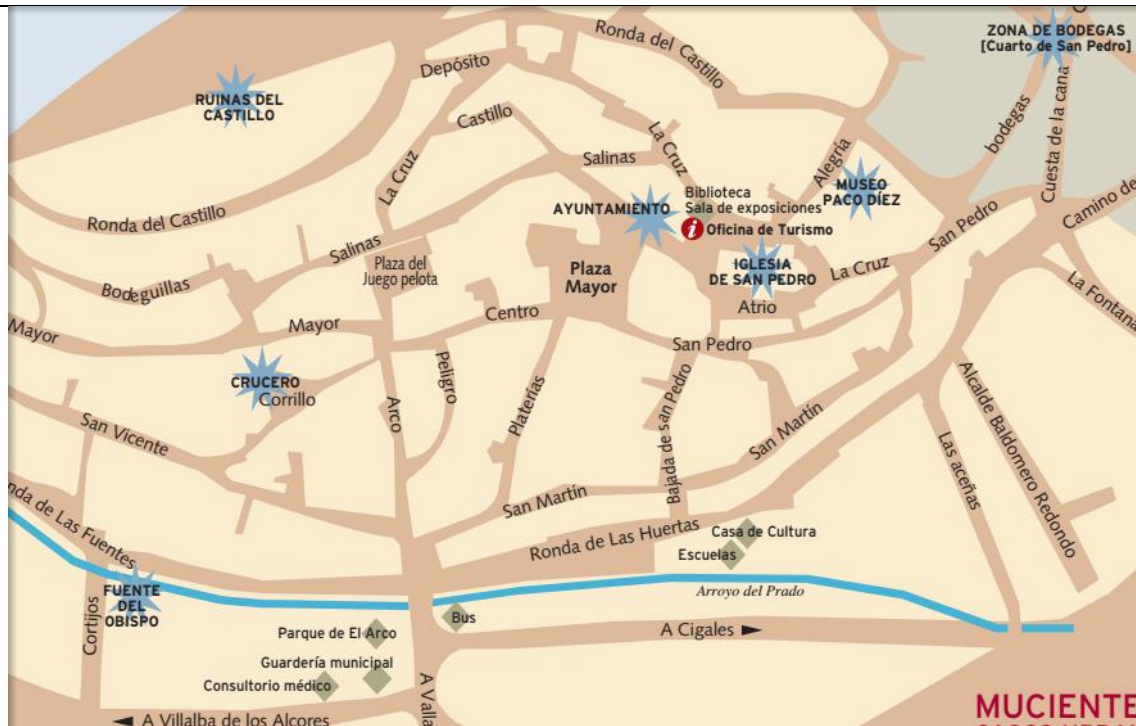 Ronda del Castillo
ZONA DE BODEGAS
[Cuarto de San Pedro]
Depósito
RUINAS DEL
CASTILLO
Castillo
La Cruz
bodegas
Cuesta de la cana
Salinas
Alegría
La Cruz
MUSEO
PACO DÍEZ
Biblioteca
Sala de exposiciones
AYUNTAMIENTO
i Oficina de Turismo
Ronda del Castillo
Salinas
San Pedro
Camino de
Plaza del
Juego pelota
Plaza
Mayor
IGLESIA
DE SAN PEDRO
La Cruz
Bodeguillas
Atrio
La Fontana
Mayor
Mayor
Centro
San Pedro
Peligro
CRUCERO
Corrillo
Arco
Platerías
Bajada de san Pedro
San Martín
Alcalde Baldomero Redondo
San Vicente
Las aceñas
San Martín
nda de Las Fuentes
Ronda de Las Huertas
Casa de Cultura
Escuelas
FUENTE
DEL
OBISPO
Arroyo del Prado
Cortijos
Bus
Parque de El Arco
A Cigales ►
Guardería municipal
Consultorio médico
A Valla
◄ A Villalba de los Alcores
MUCIENTE